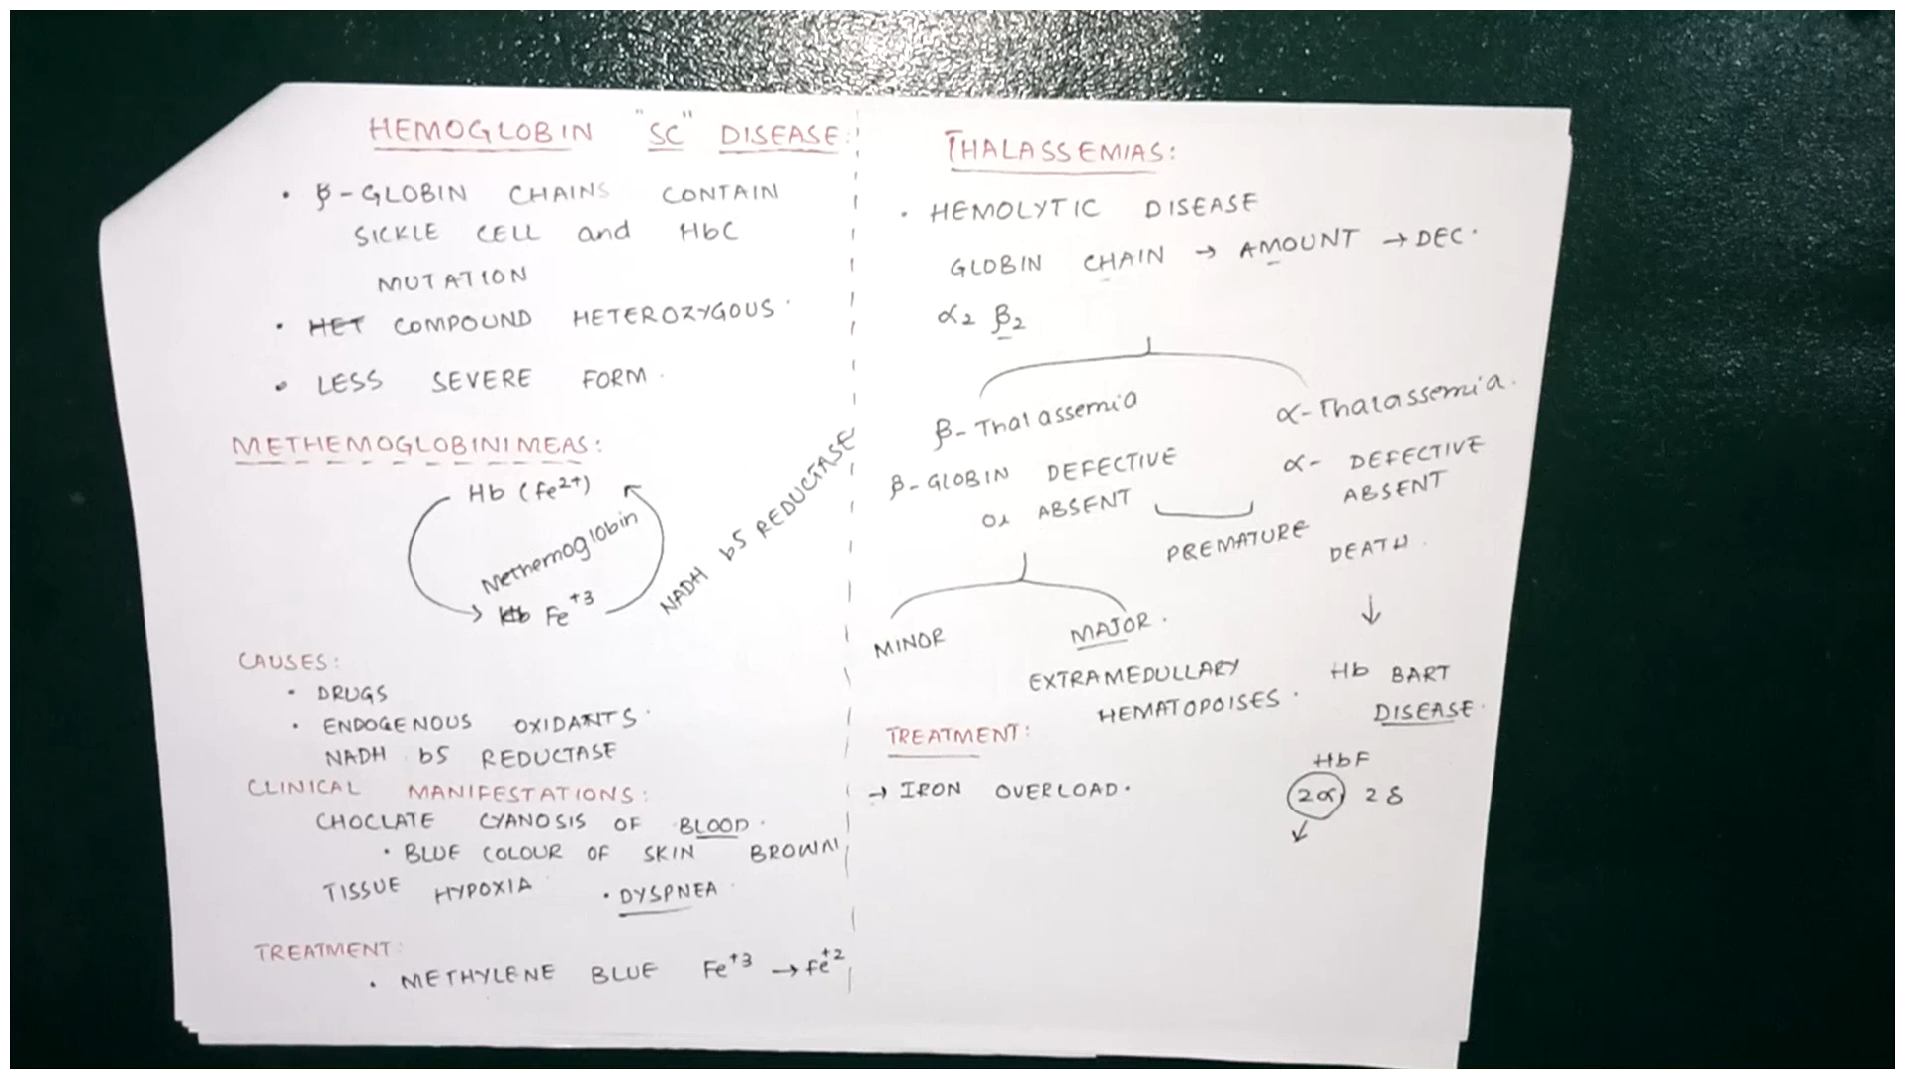 HEMOGLOBIN "SC" DISEASE:
• β-GLOBIN CHAINS CONTAIN
SICKLE CELL and HbC
MUTATION
• HET COMPOUND HETEROZYGOUS.
• LESS SEVERE FORM.
METHEMOGLOBINIMEAS:
Hb (Fe2+)
Methemoglobin
Hb Fe+3
NADH b5 REDUCTASE
CAUSES:
• DRUGS
• ENDOGENOUS OXIDANTS.
NADH b5 REDUCTASE
CLINICAL MANIFESTATIONS:
CHOCLATE CYANOSIS OF BLOOD.
• BLUE COLOUR OF SKIN BROWN
TISSUE HYPOXIA • DYSPNEA.
TREATMENT:
• METHYLENE BLUE Fe+3 → fe+2
THALASSEMIAS:
• HEMOLYTIC DISEASE
GLOBIN CHAIN → AMOUNT → DEC.
α2 β2
β-Thalassemia
α-Thalassemia.
β-GLOBIN DEFECTIVE
Or ABSENT
α- DEFECTIVE
ABSENT
PREMATURE DEATH.
MINOR
MAJOR.
EXTRAMEDULLARY
HEMATOPOISES.
↓
Hb BART
DISEASE.
TREATMENT:
→ IRON OVERLOAD.
HbF
2α 2δ